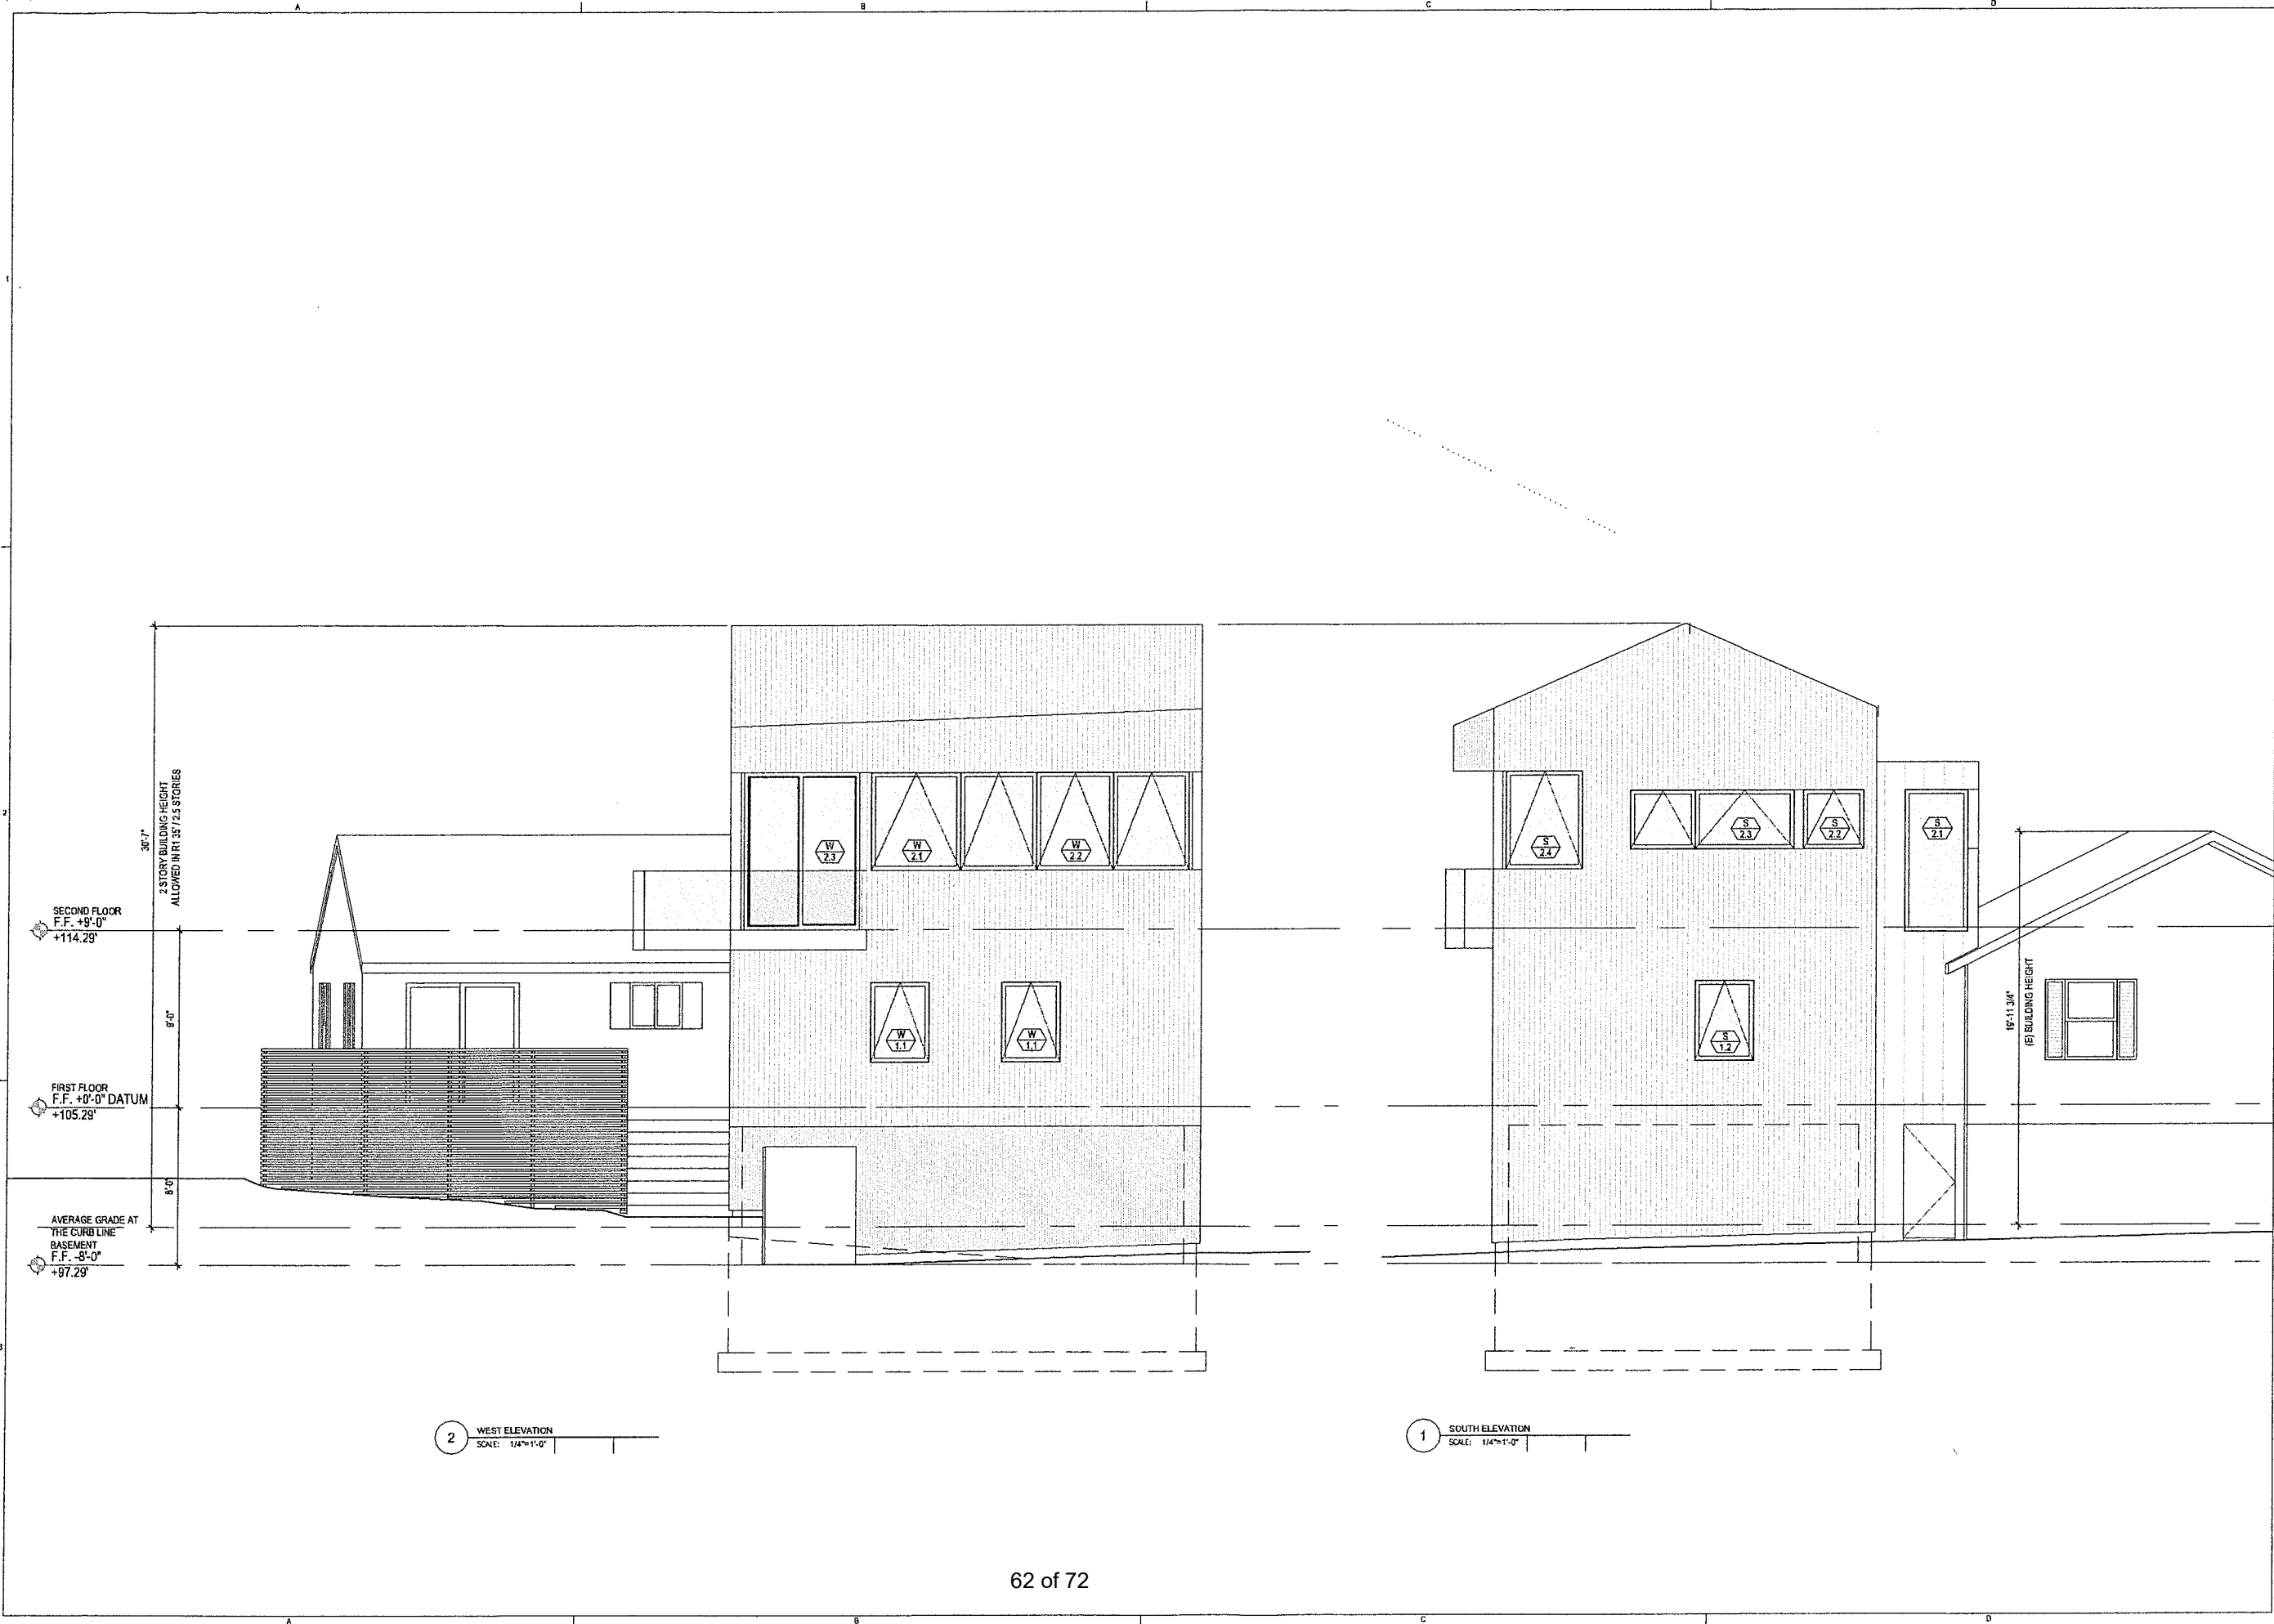 A B C D
1
2
3
30'-7"
2 STORY BUILDING HEIGHT
ALLOWED IN R1 35' / 2.5 STORIES
SECOND FLOOR
F.F. +9'-0"
+114.29'
9'-0"
FIRST FLOOR
F.F. +0'-0" DATUM
+105.29'
8'-0"
AVERAGE GRADE AT
THE CURB LINE
BASEMENT
F.F. -8'-0"
+97.29'
W
2.3
W
2.1
W
2.2
W
1.1
W
1.1
S
2.4
S
2.3
S
2.2
S
2.1
S
1.2
19'-11 3/4"
(E) BUILDING HEIGHT
2
WEST ELEVATION
SCALE: 1/4"=1'-0"
1
SOUTH ELEVATION
SCALE: 1/4"=1'-0"
62 of 72
A B C D